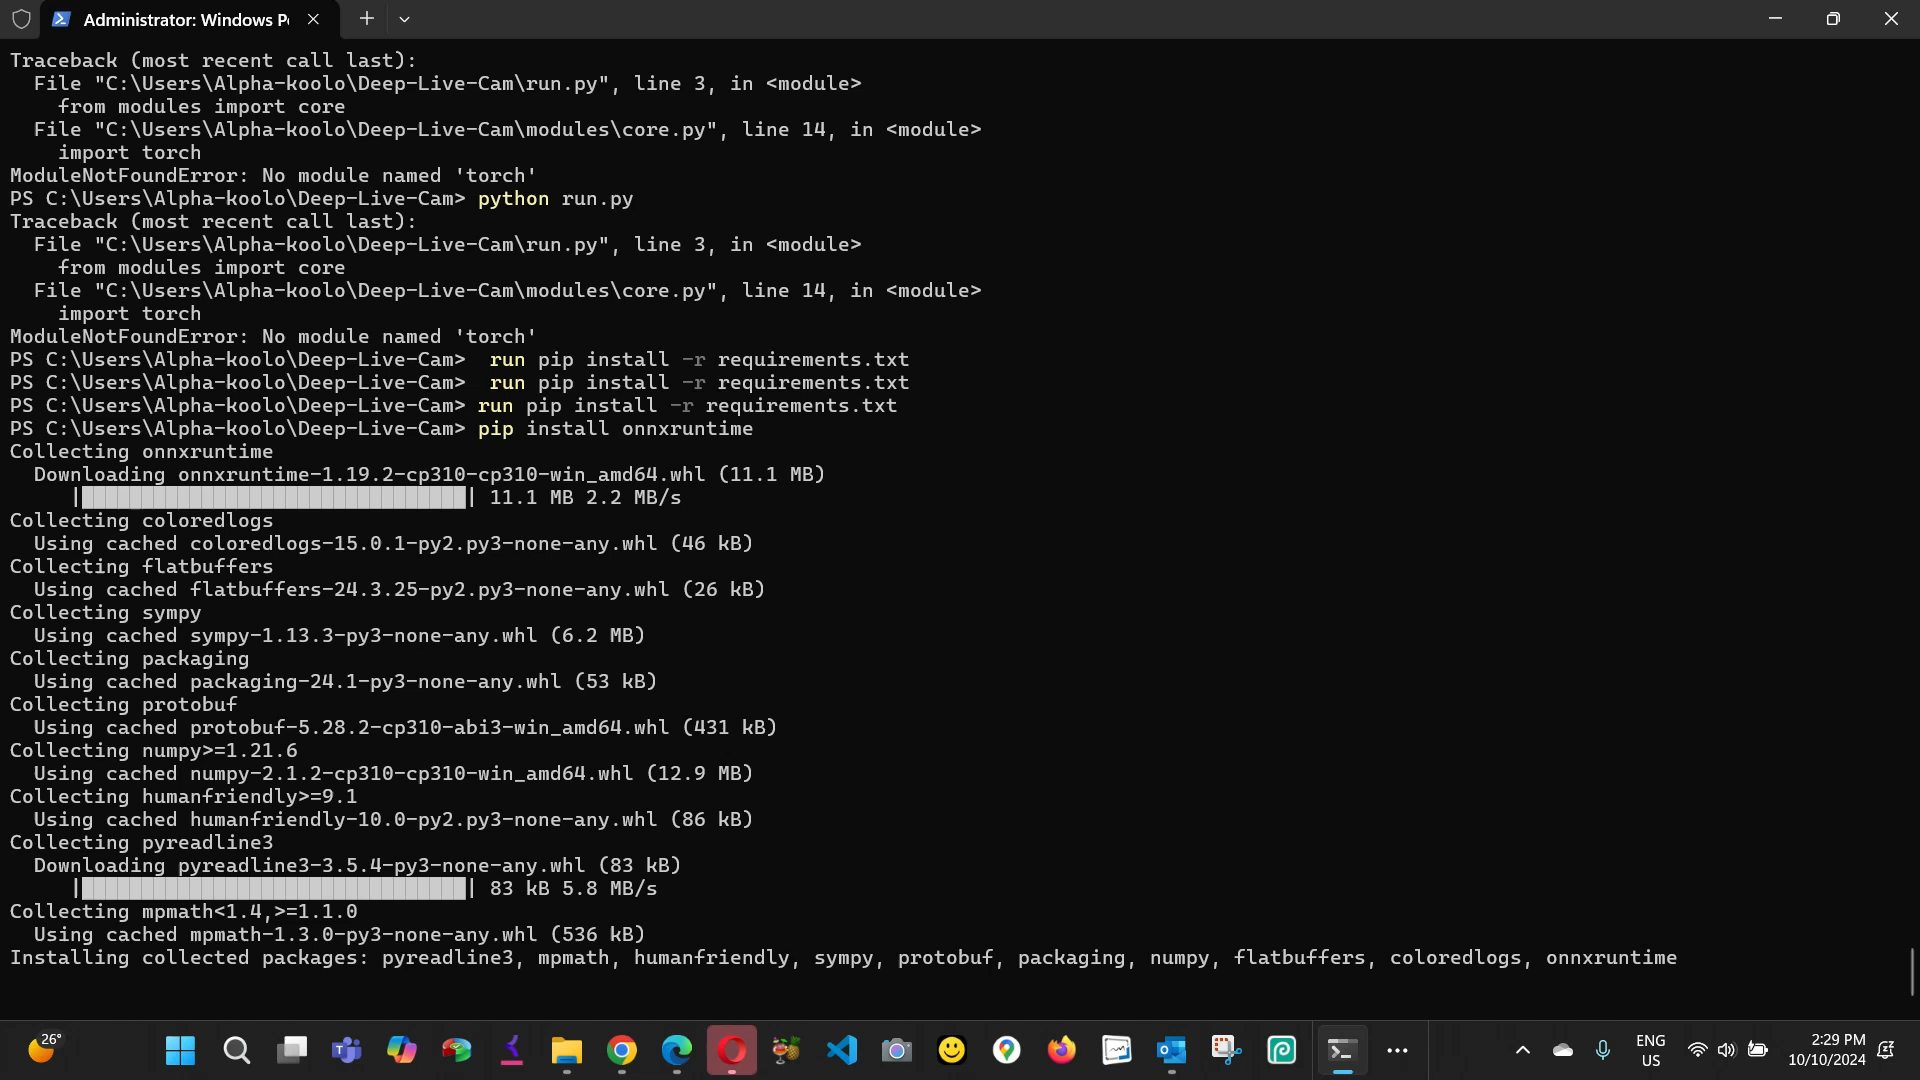 Administrator: Windows P
Traceback (most recent call last):
  File "C:\Users\Alpha-koolo\Deep-Live-Cam\run.py", line 3, in <module>
    from modules import core
  File "C:\Users\Alpha-koolo\Deep-Live-Cam\modules\core.py", line 14, in <module>
    import torch
ModuleNotFoundError: No module named 'torch'
PS C:\Users\Alpha-koolo\Deep-Live-Cam> python run.py
Traceback (most recent call last):
  File "C:\Users\Alpha-koolo\Deep-Live-Cam\run.py", line 3, in <module>
    from modules import core
  File "C:\Users\Alpha-koolo\Deep-Live-Cam\modules\core.py", line 14, in <module>
    import torch
ModuleNotFoundError: No module named 'torch'
PS C:\Users\Alpha-koolo\Deep-Live-Cam>  run pip install -r requirements.txt
PS C:\Users\Alpha-koolo\Deep-Live-Cam>  run pip install -r requirements.txt
PS C:\Users\Alpha-koolo\Deep-Live-Cam> run pip install -r requirements.txt
PS C:\Users\Alpha-koolo\Deep-Live-Cam> pip install onnxruntime
Collecting onnxruntime
  Downloading onnxruntime-1.19.2-cp310-cp310-win_amd64.whl (11.1 MB)
     |████████████████████████████████| 11.1 MB 2.2 MB/s
Collecting coloredlogs
  Using cached coloredlogs-15.0.1-py2.py3-none-any.whl (46 kB)
Collecting flatbuffers
  Using cached flatbuffers-24.3.25-py2.py3-none-any.whl (26 kB)
Collecting sympy
  Using cached sympy-1.13.3-py3-none-any.whl (6.2 MB)
Collecting packaging
  Using cached packaging-24.1-py3-none-any.whl (53 kB)
Collecting protobuf
  Using cached protobuf-5.28.2-cp310-abi3-win_amd64.whl (431 kB)
Collecting numpy>=1.21.6
  Using cached numpy-2.1.2-cp310-cp310-win_amd64.whl (12.9 MB)
Collecting humanfriendly>=9.1
  Using cached humanfriendly-10.0-py2.py3-none-any.whl (86 kB)
Collecting pyreadline3
  Downloading pyreadline3-3.5.4-py3-none-any.whl (83 kB)
     |████████████████████████████████| 83 kB 5.8 MB/s
Collecting mpmath<1.4,>=1.1.0
  Using cached mpmath-1.3.0-py3-none-any.whl (536 kB)
Installing collected packages: pyreadline3, mpmath, humanfriendly, sympy, protobuf, packaging, numpy, flatbuffers, coloredlogs, onnxruntime
26°
ENG
US
2:29 PM
10/10/2024